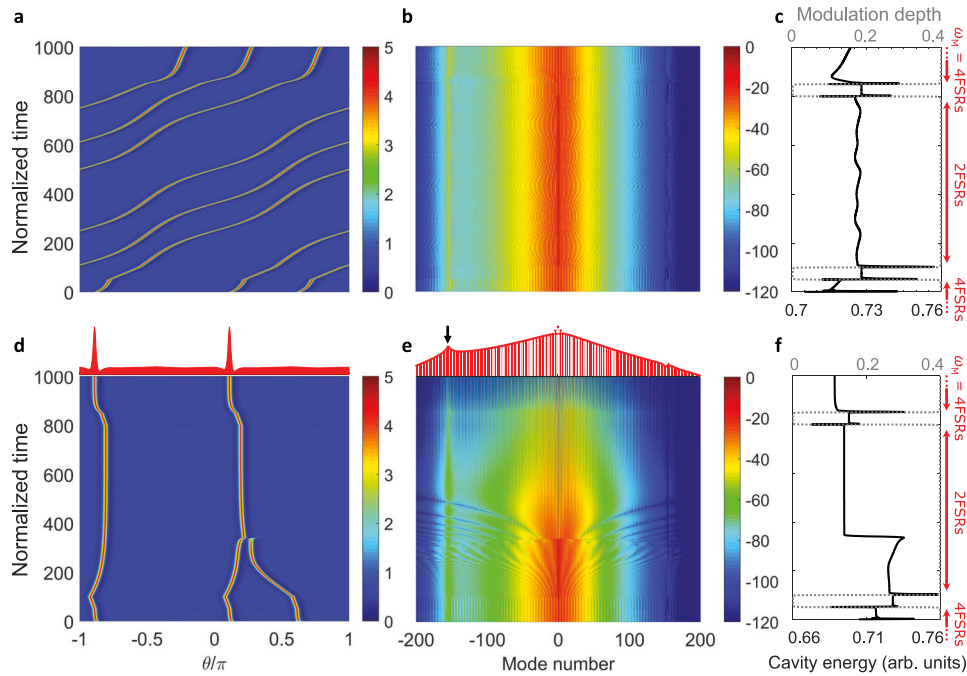 a
b
c
Modulation depth
0 0.2 0.4
Normalized time
1000
800
600
400
200
0
5
4
3
2
1
0
0
-20
-40
-60
-80
-100
-120
0.7 0.73 0.76
ω_M = 4FSRs
2FSRs
4FSRs
d
e
f
0 0.2 0.4
Normalized time
1000
800
600
400
200
0
-1 -0.5 0 0.5 1
θ/π
5
4
3
2
1
0
-200 -100 0 100 200
Mode number
0
-20
-40
-60
-80
-100
-120
0.66 0.71 0.76
Cavity energy (arb. units)
ω_M = 4FSRs
2FSRs
4FSRs